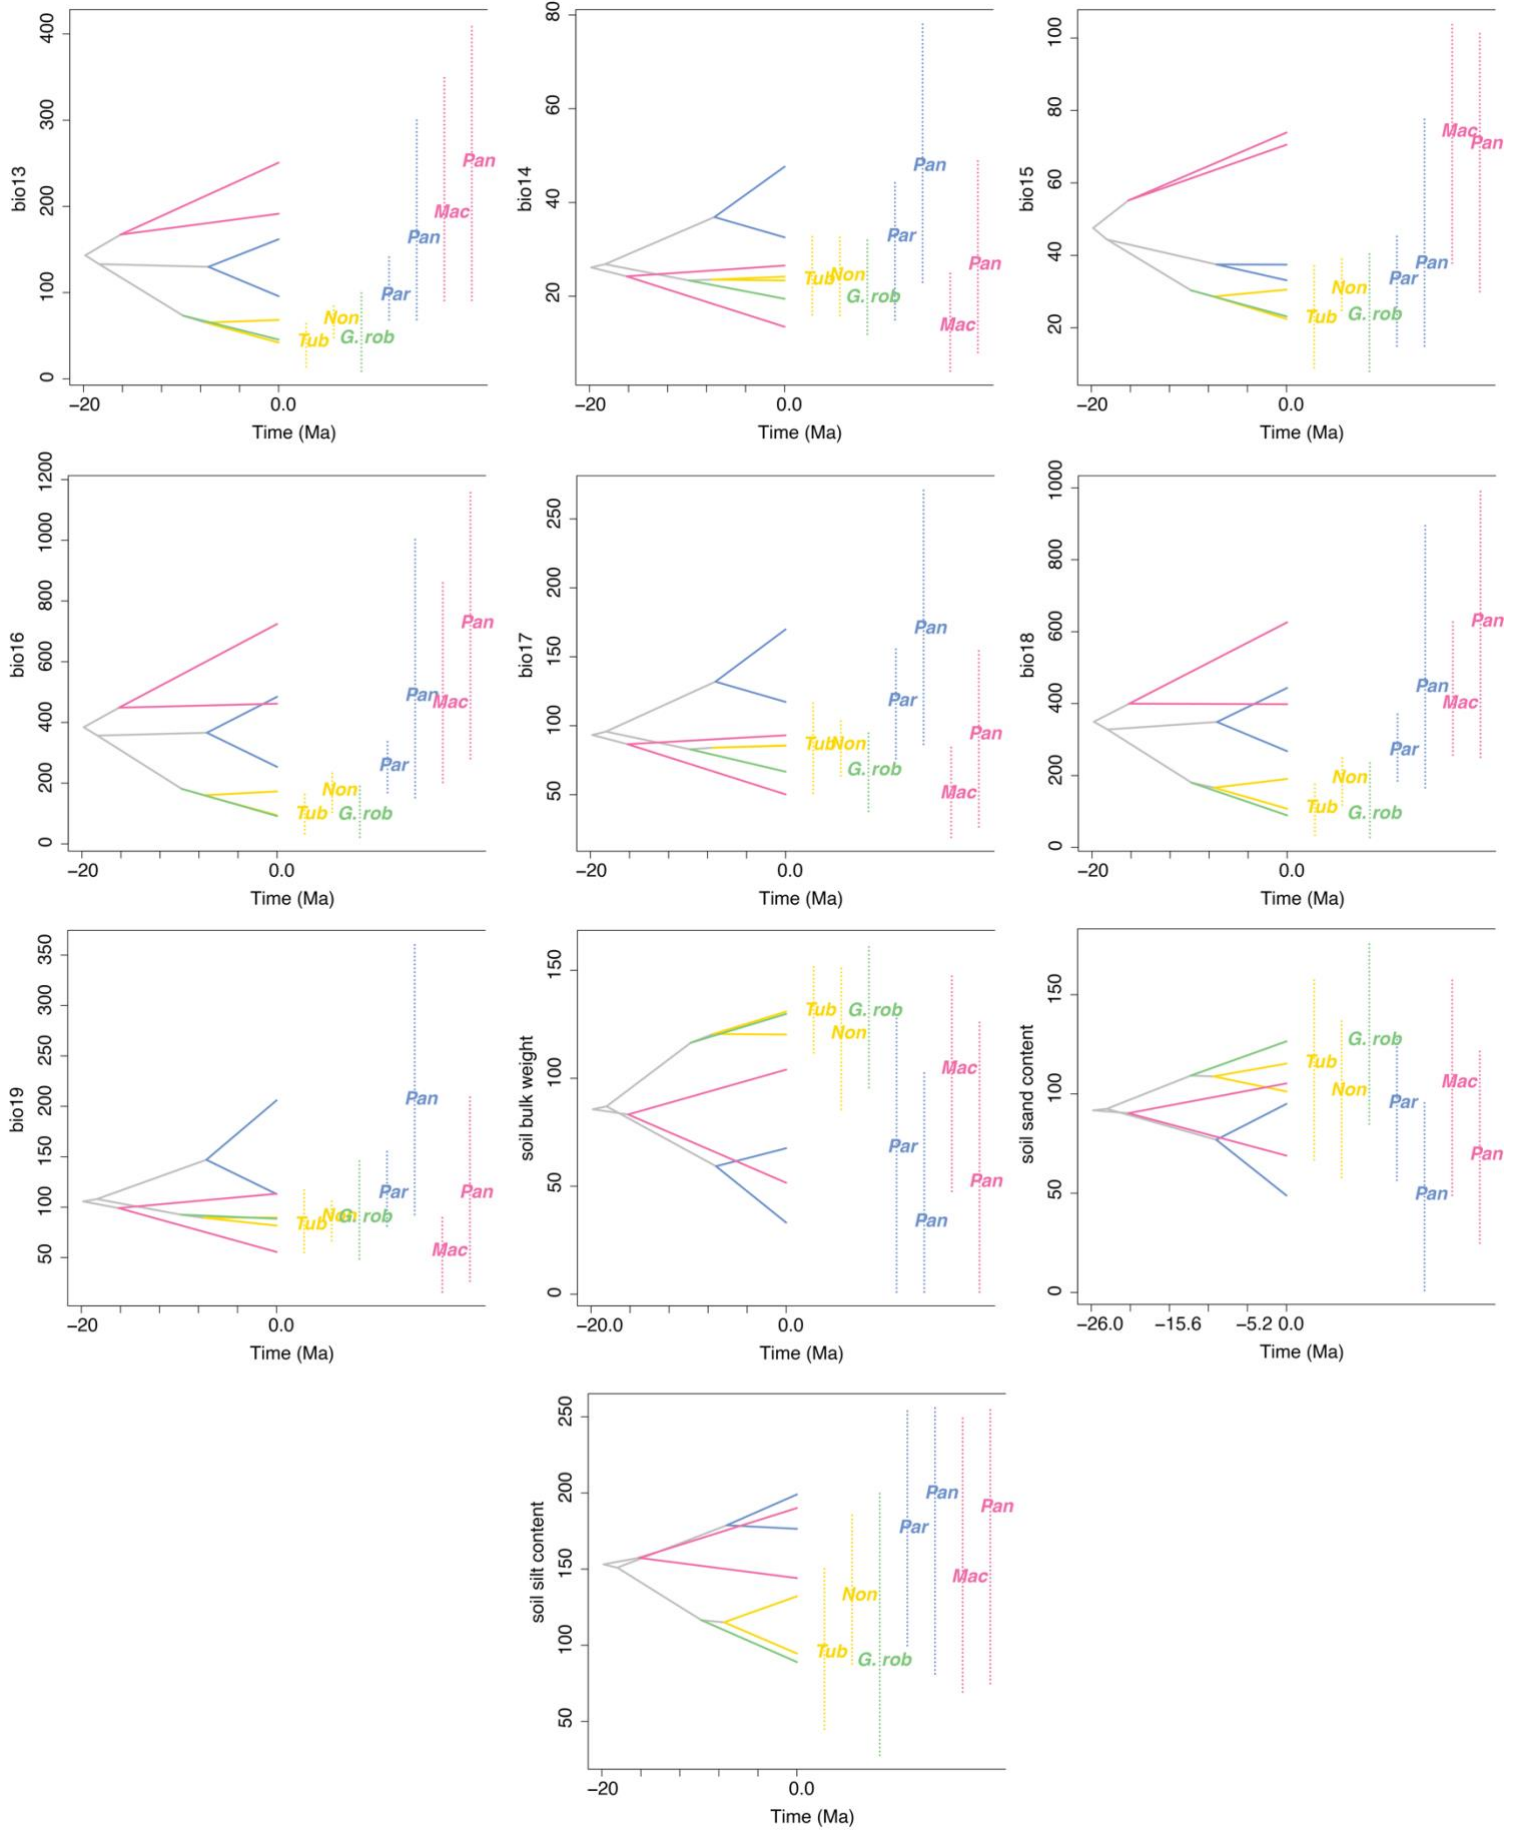 bio13
400
300
200
100
0
Pan
Mac
Pan
Par
Non
Tub
G. rob
−20
0.0
Time (Ma)
bio14
80
60
40
20
Pan
Par
Pan
Tub
Non
G. rob
Mac
−20
0.0
Time (Ma)
bio15
100
80
60
40
20
Mac
Pan
Pan
Par
Non
Tub
G. rob
−20
0.0
Time (Ma)
bio16
1200
1000
800
600
400
200
0
Pan
Pan
Mac
Par
Non
Tub
G. rob
−20
0.0
Time (Ma)
bio17
250
200
150
100
50
Pan
Par
Pan
Tub
Non
G. rob
Mac
−20
0.0
Time (Ma)
bio18
1000
800
600
400
200
0
Pan
Pan
Mac
Par
Non
Tub
G. rob
−20
0.0
Time (Ma)
bio19
350
300
250
200
150
100
50
Pan
Par
Pan
Tub
Non
G. rob
Mac
−20
0.0
Time (Ma)
soil bulk weight
150
100
50
0
Tub
G. rob
Non
Mac
Par
Pan
Pan
−20.0
0.0
Time (Ma)
soil sand content
150
100
50
0
G. rob
Tub
Mac
Non
Par
Pan
Pan
−26.0
−15.6
−5.2
0.0
Time (Ma)
soil silt content
250
200
150
100
50
Pan
Pan
Par
Mac
Non
Tub
G. rob
−20
0.0
Time (Ma)